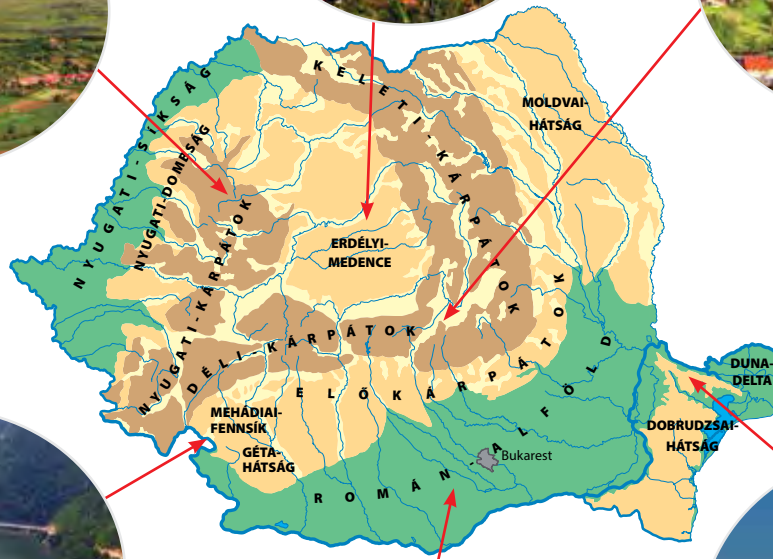 NYUGATI-SÍKSÁG
NYUGATI-DOMBSÁG
KELETI-KÁRPÁTOK
MOLDVAI-
HÁTSÁG
NYUGATI-KÁRPÁTOK
ERDÉLYI-
MEDENCE
DÉLI-KÁRPÁTOK
ELŐKÁRPÁTOK
MEHÁDIAI-
FENNSÍK
GÉTA-
HÁTSÁG
ROMÁN-ALFÖLD
Bukarest
DUNA-
DELTA
DOBRUDZSAI-
HÁTSÁG